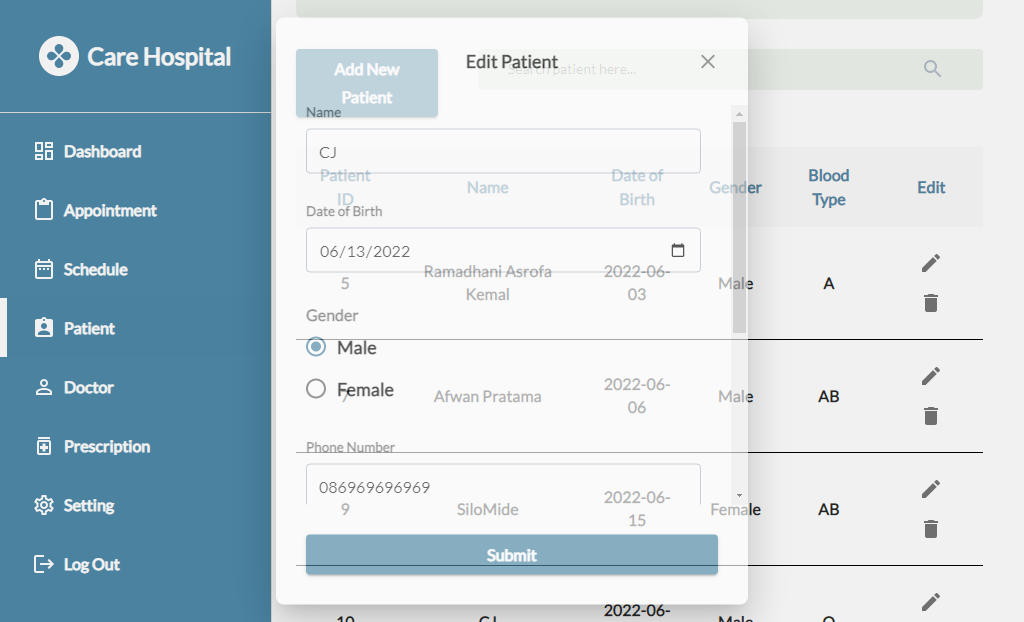 Care Hospital
Dashboard
Appointment
Schedule
Patient
Doctor
Prescription
Setting
Log Out
Edit Patient
Add New
Patient
Search patient here...
Name
CJ
Date of Birth
06/13/2022
Gender
Male
Female
Phone Number
086969696969
Submit
Patient
ID
Name
Date of
Birth
Gender
Blood
Type
Edit
5
Ramadhani Asrofa
Kemal
2022-06-
03
Male
A
7
Afwan Pratama
2022-06-
06
Male
AB
9
SiloMide
2022-06-
15
Female
AB
10
CJ
2022-06-
Male
O